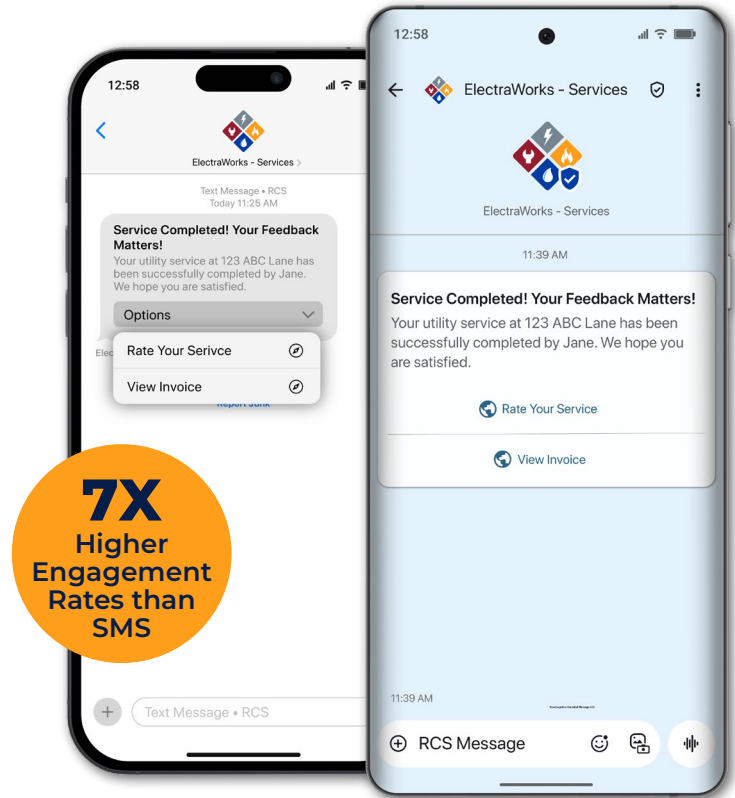 12:58
ElectraWorks - Services >
Text Message • RCS
Today 11:25 AM
Service Completed! Your Feedback
Matters!
Your utility service at 123 ABC Lane has
been successfully completed by Jane.
We hope you are satisfied.
Options
Elec
Rate Your Serivce
View Invoice
Report Junk
Text Message • RCS
7X
Higher
Engagement
Rates than
SMS
12:58
ElectraWorks - Services
ElectraWorks - Services
11:39 AM
Service Completed! Your Feedback Matters!
Your utility service at 123 ABC Lane has been
successfully completed by Jane. We hope you
are satisfied.
Rate Your Service
View Invoice
11:39 AM
RCS Message